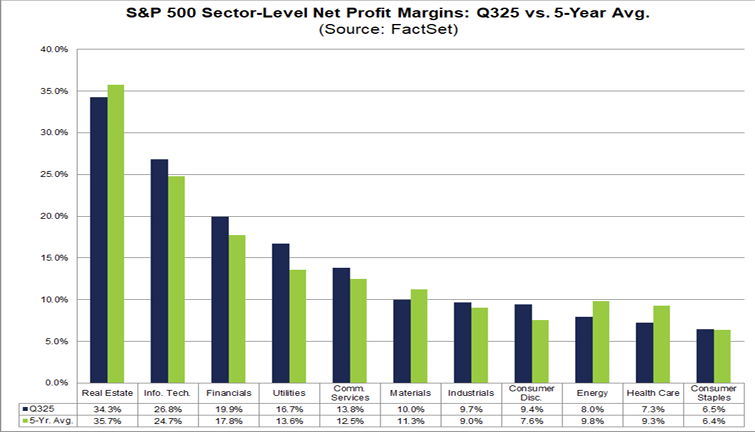 S&P 500 Sector-Level Net Profit Margins: Q325 vs. 5-Year Avg.
(Source: FactSet)
40.0%
35.0%
30.0%
25.0%
20.0%
15.0%
10.0%
5.0%
0.0%
Real Estate Info. Tech. Financials Utilities Comm. Services Materials Industrials Consumer Disc. Energy Health Care Consumer Staples
Q325 34.3% 26.8% 19.9% 16.7% 13.8% 10.0% 9.7% 9.4% 8.0% 7.3% 6.5%
5-Yr. Avg. 35.7% 24.7% 17.8% 13.6% 12.5% 11.3% 9.0% 7.6% 9.8% 9.3% 6.4%